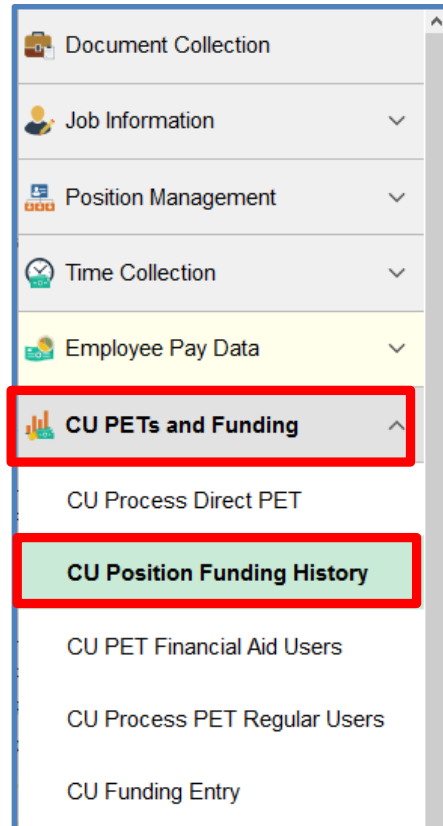 Document Collection
Job Information
Position Management
Time Collection
Employee Pay Data
CU PETs and Funding
CU Process Direct PET
CU Position Funding History
CU PET Financial Aid Users
CU Process PET Regular Users
CU Funding Entry